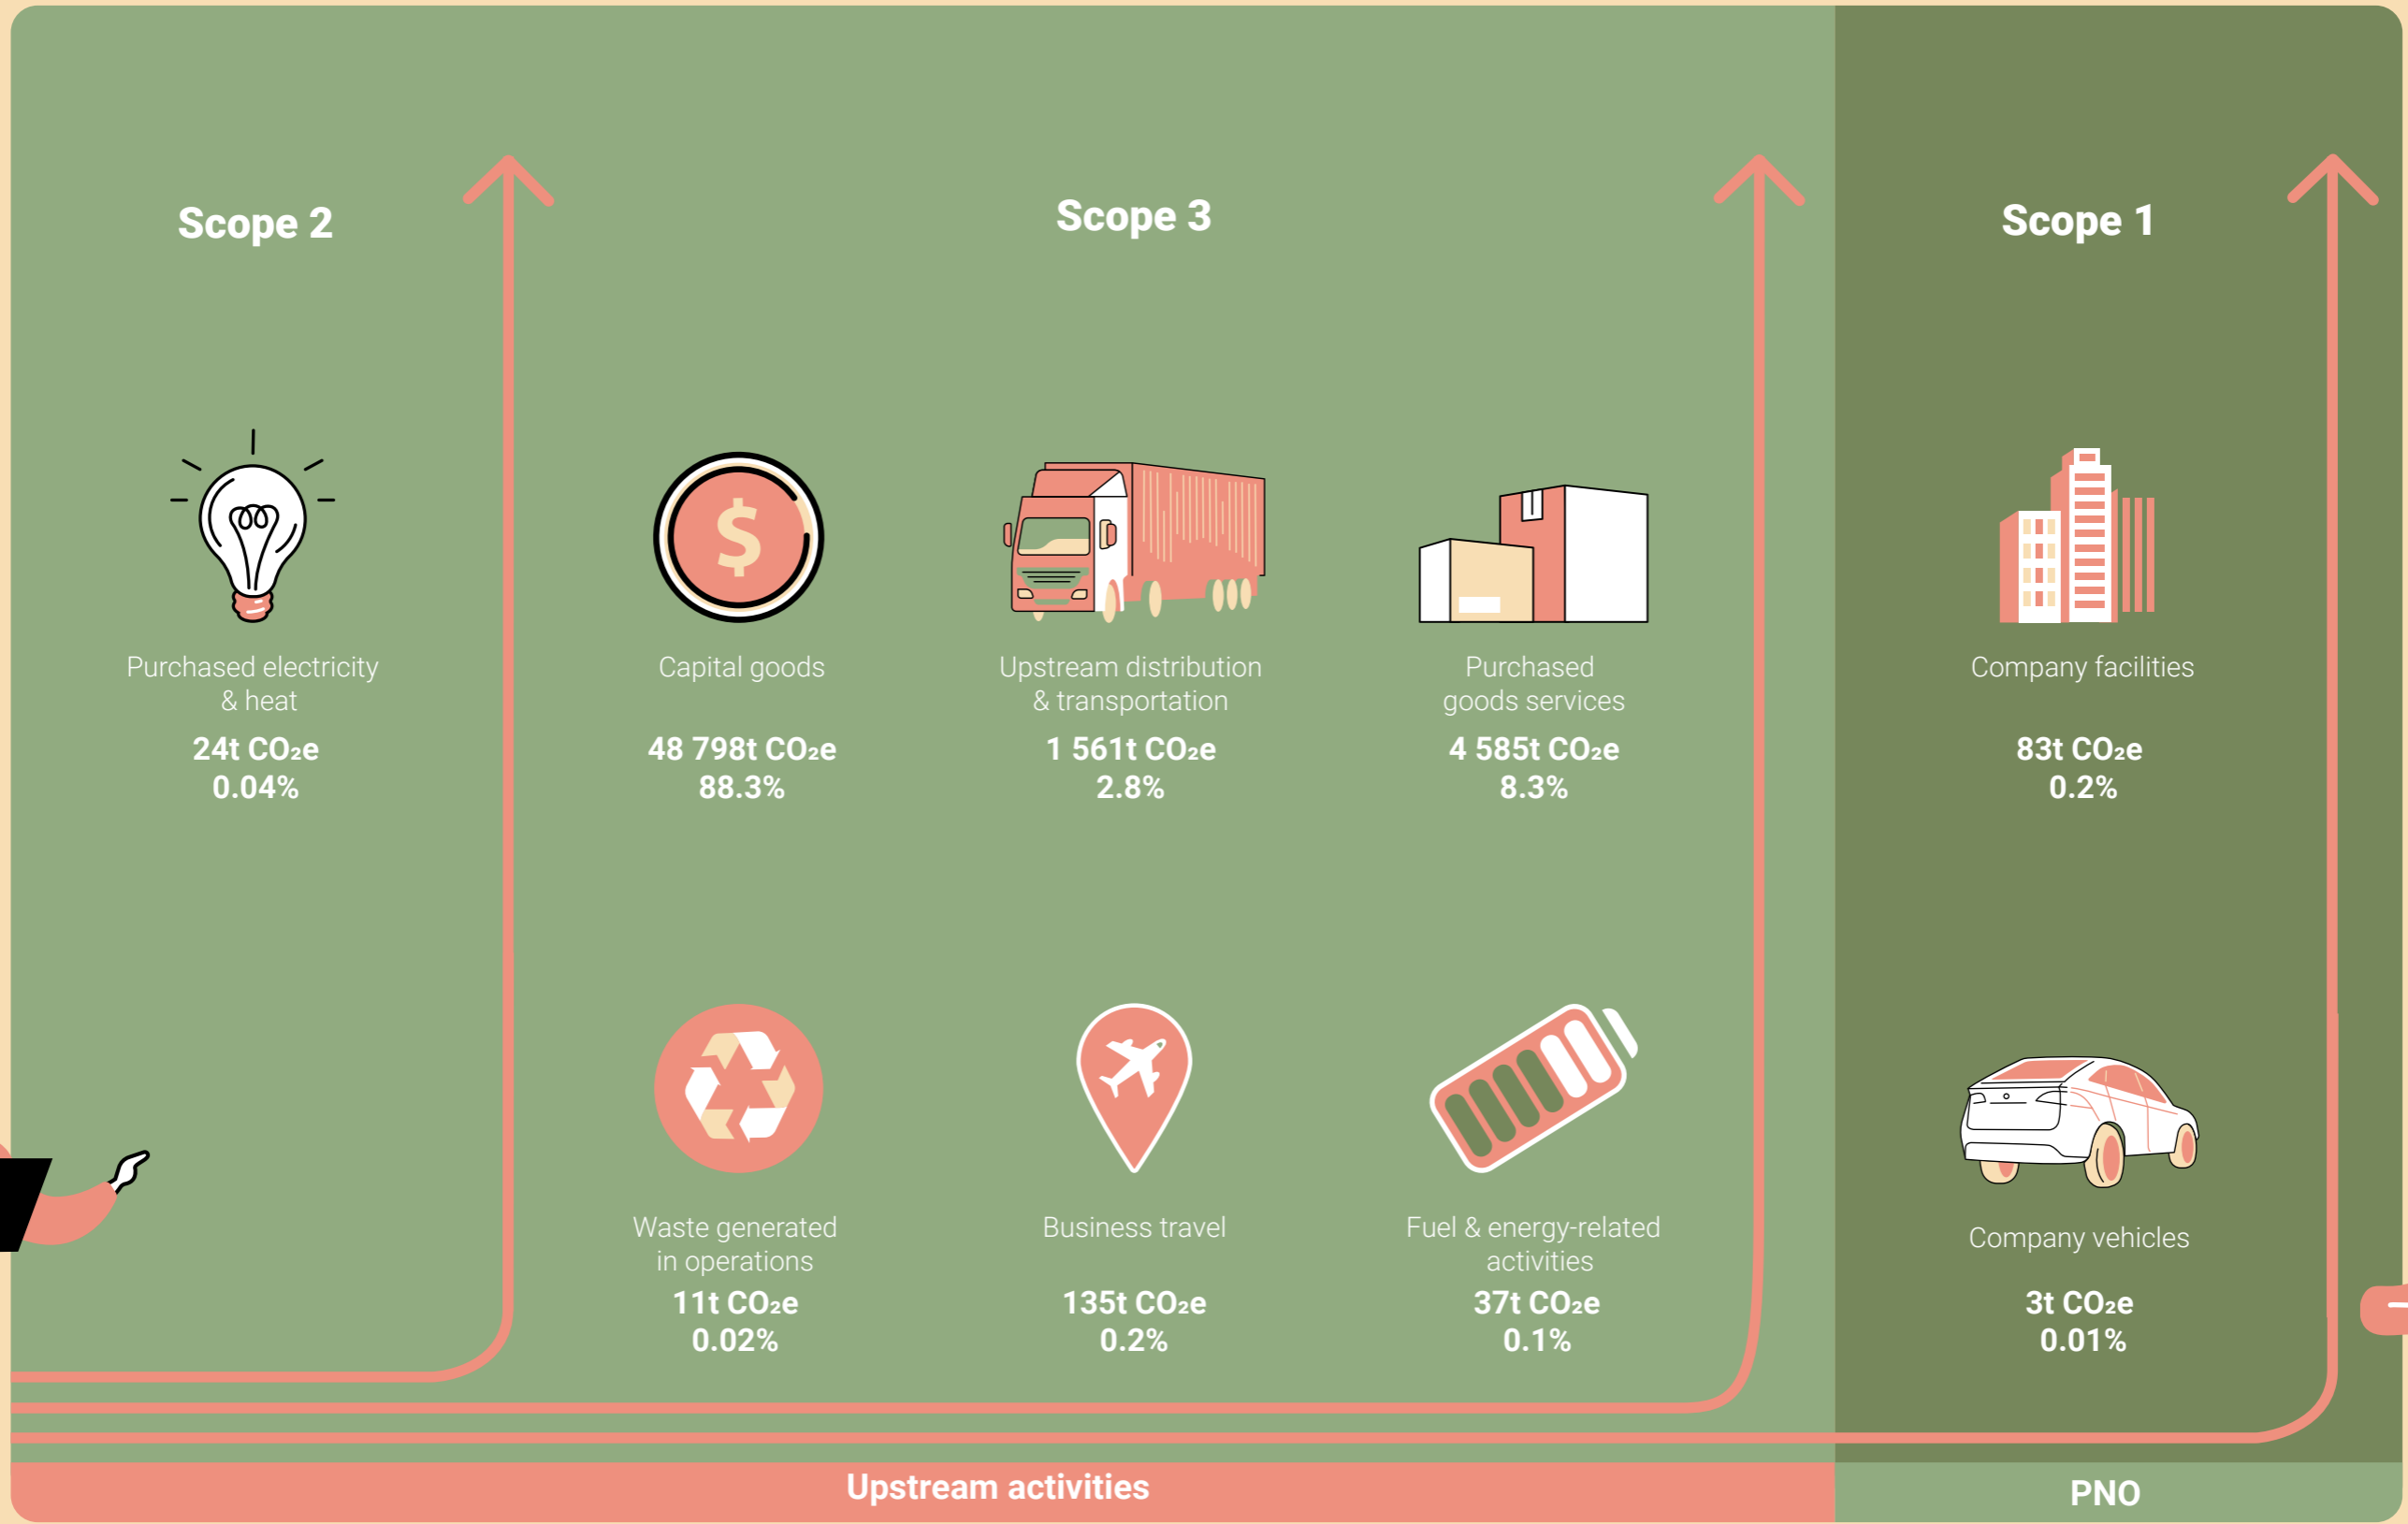 Scope 2
Purchased electricity
& heat
24t CO₂e
0.04%
Scope 3
$
Capital goods
48 798t CO₂e
88.3%
Upstream distribution
& transportation
1 561t CO₂e
2.8%
Purchased
goods services
4 585t CO₂e
8.3%
Waste generated
in operations
11t CO₂e
0.02%
Business travel
135t CO₂e
0.2%
Fuel & energy-related
activities
37t CO₂e
0.1%
Scope 1
Company facilities
83t CO₂e
0.2%
Company vehicles
3t CO₂e
0.01%
Upstream activities
PNO